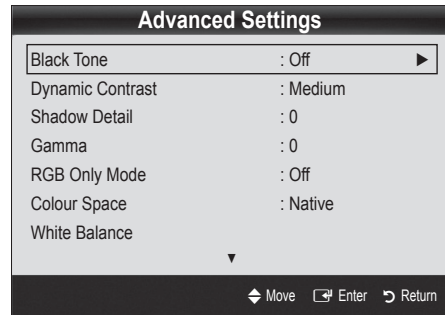 Advanced Settings
Black Tone : Off ►
Dynamic Contrast : Medium
Shadow Detail : 0
Gamma : 0
RGB Only Mode : Off
Colour Space : Native
White Balance
▼
Move Enter Return